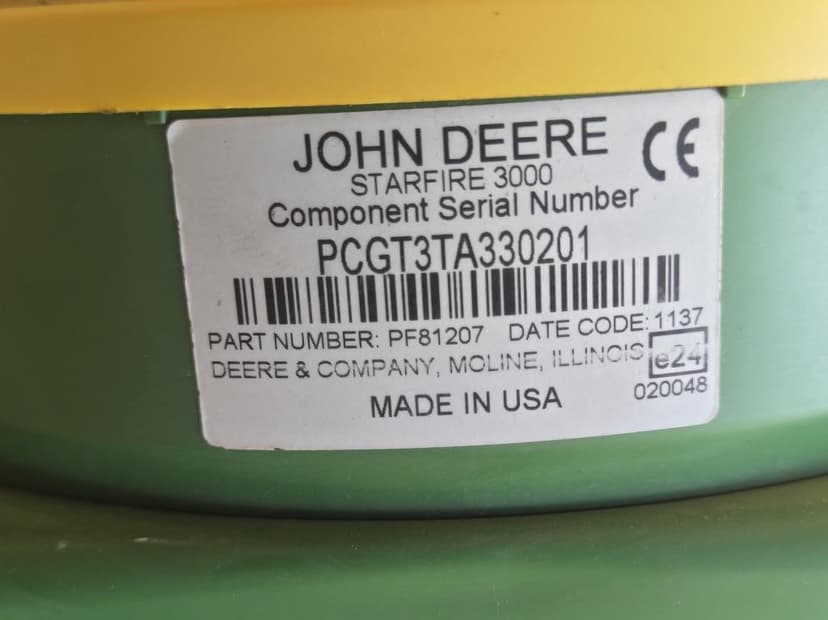 JOHN DEERE CE
STARFIRE 3000
Component Serial Number
PCGT3TA330201
PART NUMBER: PF81207 DATE CODE: 1137
DEERE & COMPANY, MOLINE, ILLINOIS e24
020048
MADE IN USA